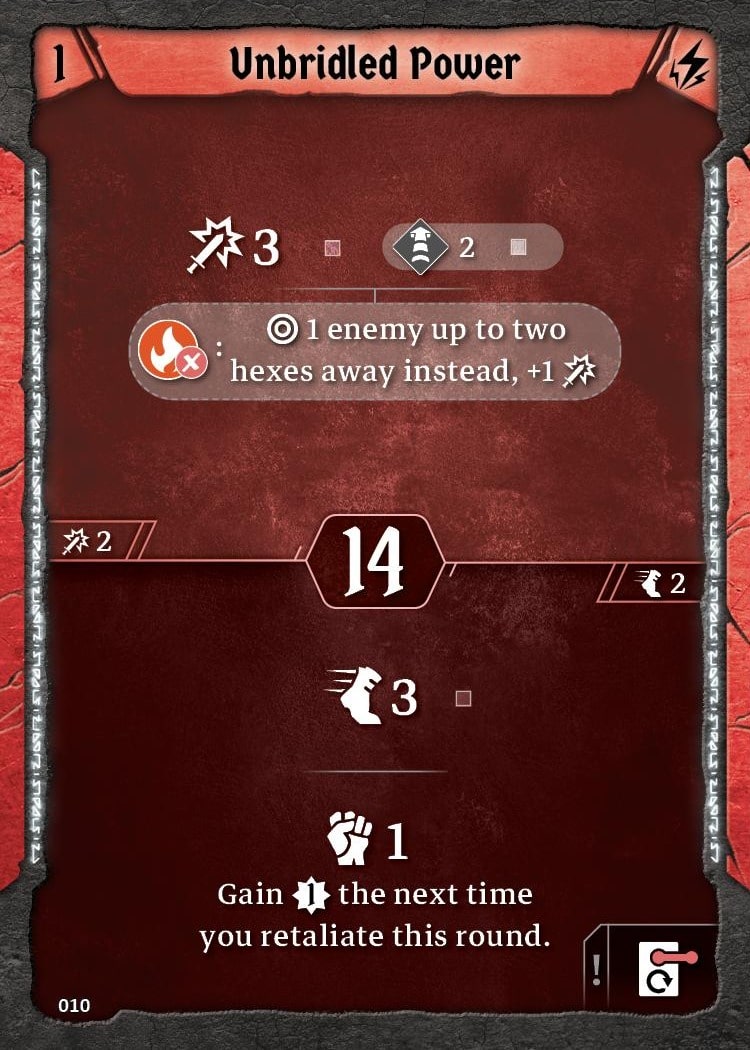 1 Unbridled Power
3 2
: 1 enemy up to two
hexes away instead, +1
2
14
2
3
1
Gain 1 the next time
you retaliate this round.
!
010